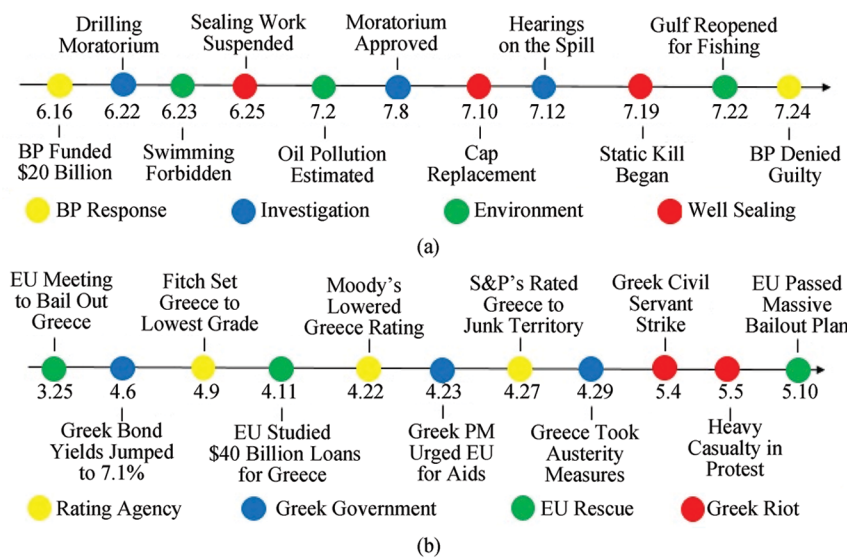 Drilling
Moratorium
Sealing Work
Suspended
Moratorium
Approved
Hearings
on the Spill
Gulf Reopened
for Fishing
6.16 6.22 6.23 6.25 7.2 7.8 7.10 7.12 7.19 7.22 7.24
BP Funded
$20 Billion
Swimming
Forbidden
Oil Pollution
Estimated
Cap
Replacement
Static Kill
Began
BP Denied
Guilty
BP Response Investigation Environment Well Sealing
(a)
EU Meeting
to Bail Out
Greece
Fitch Set
Greece to
Lowest Grade
Moody's
Lowered
Greece Rating
S&P's Rated
Greece to
Junk Territory
Greek Civil
Servant
Strike
EU Passed
Massive
Bailout Plan
3.25 4.6 4.9 4.11 4.22 4.23 4.27 4.29 5.4 5.5 5.10
Greek Bond
Yields Jumped
to 7.1%
EU Studied
$40 Billion Loans
for Greece
Greek PM
Urged EU
for Aids
Greece Took
Austerity
Measures
Heavy
Casualty in
Protest
Rating Agency Greek Government EU Rescue Greek Riot
(b)